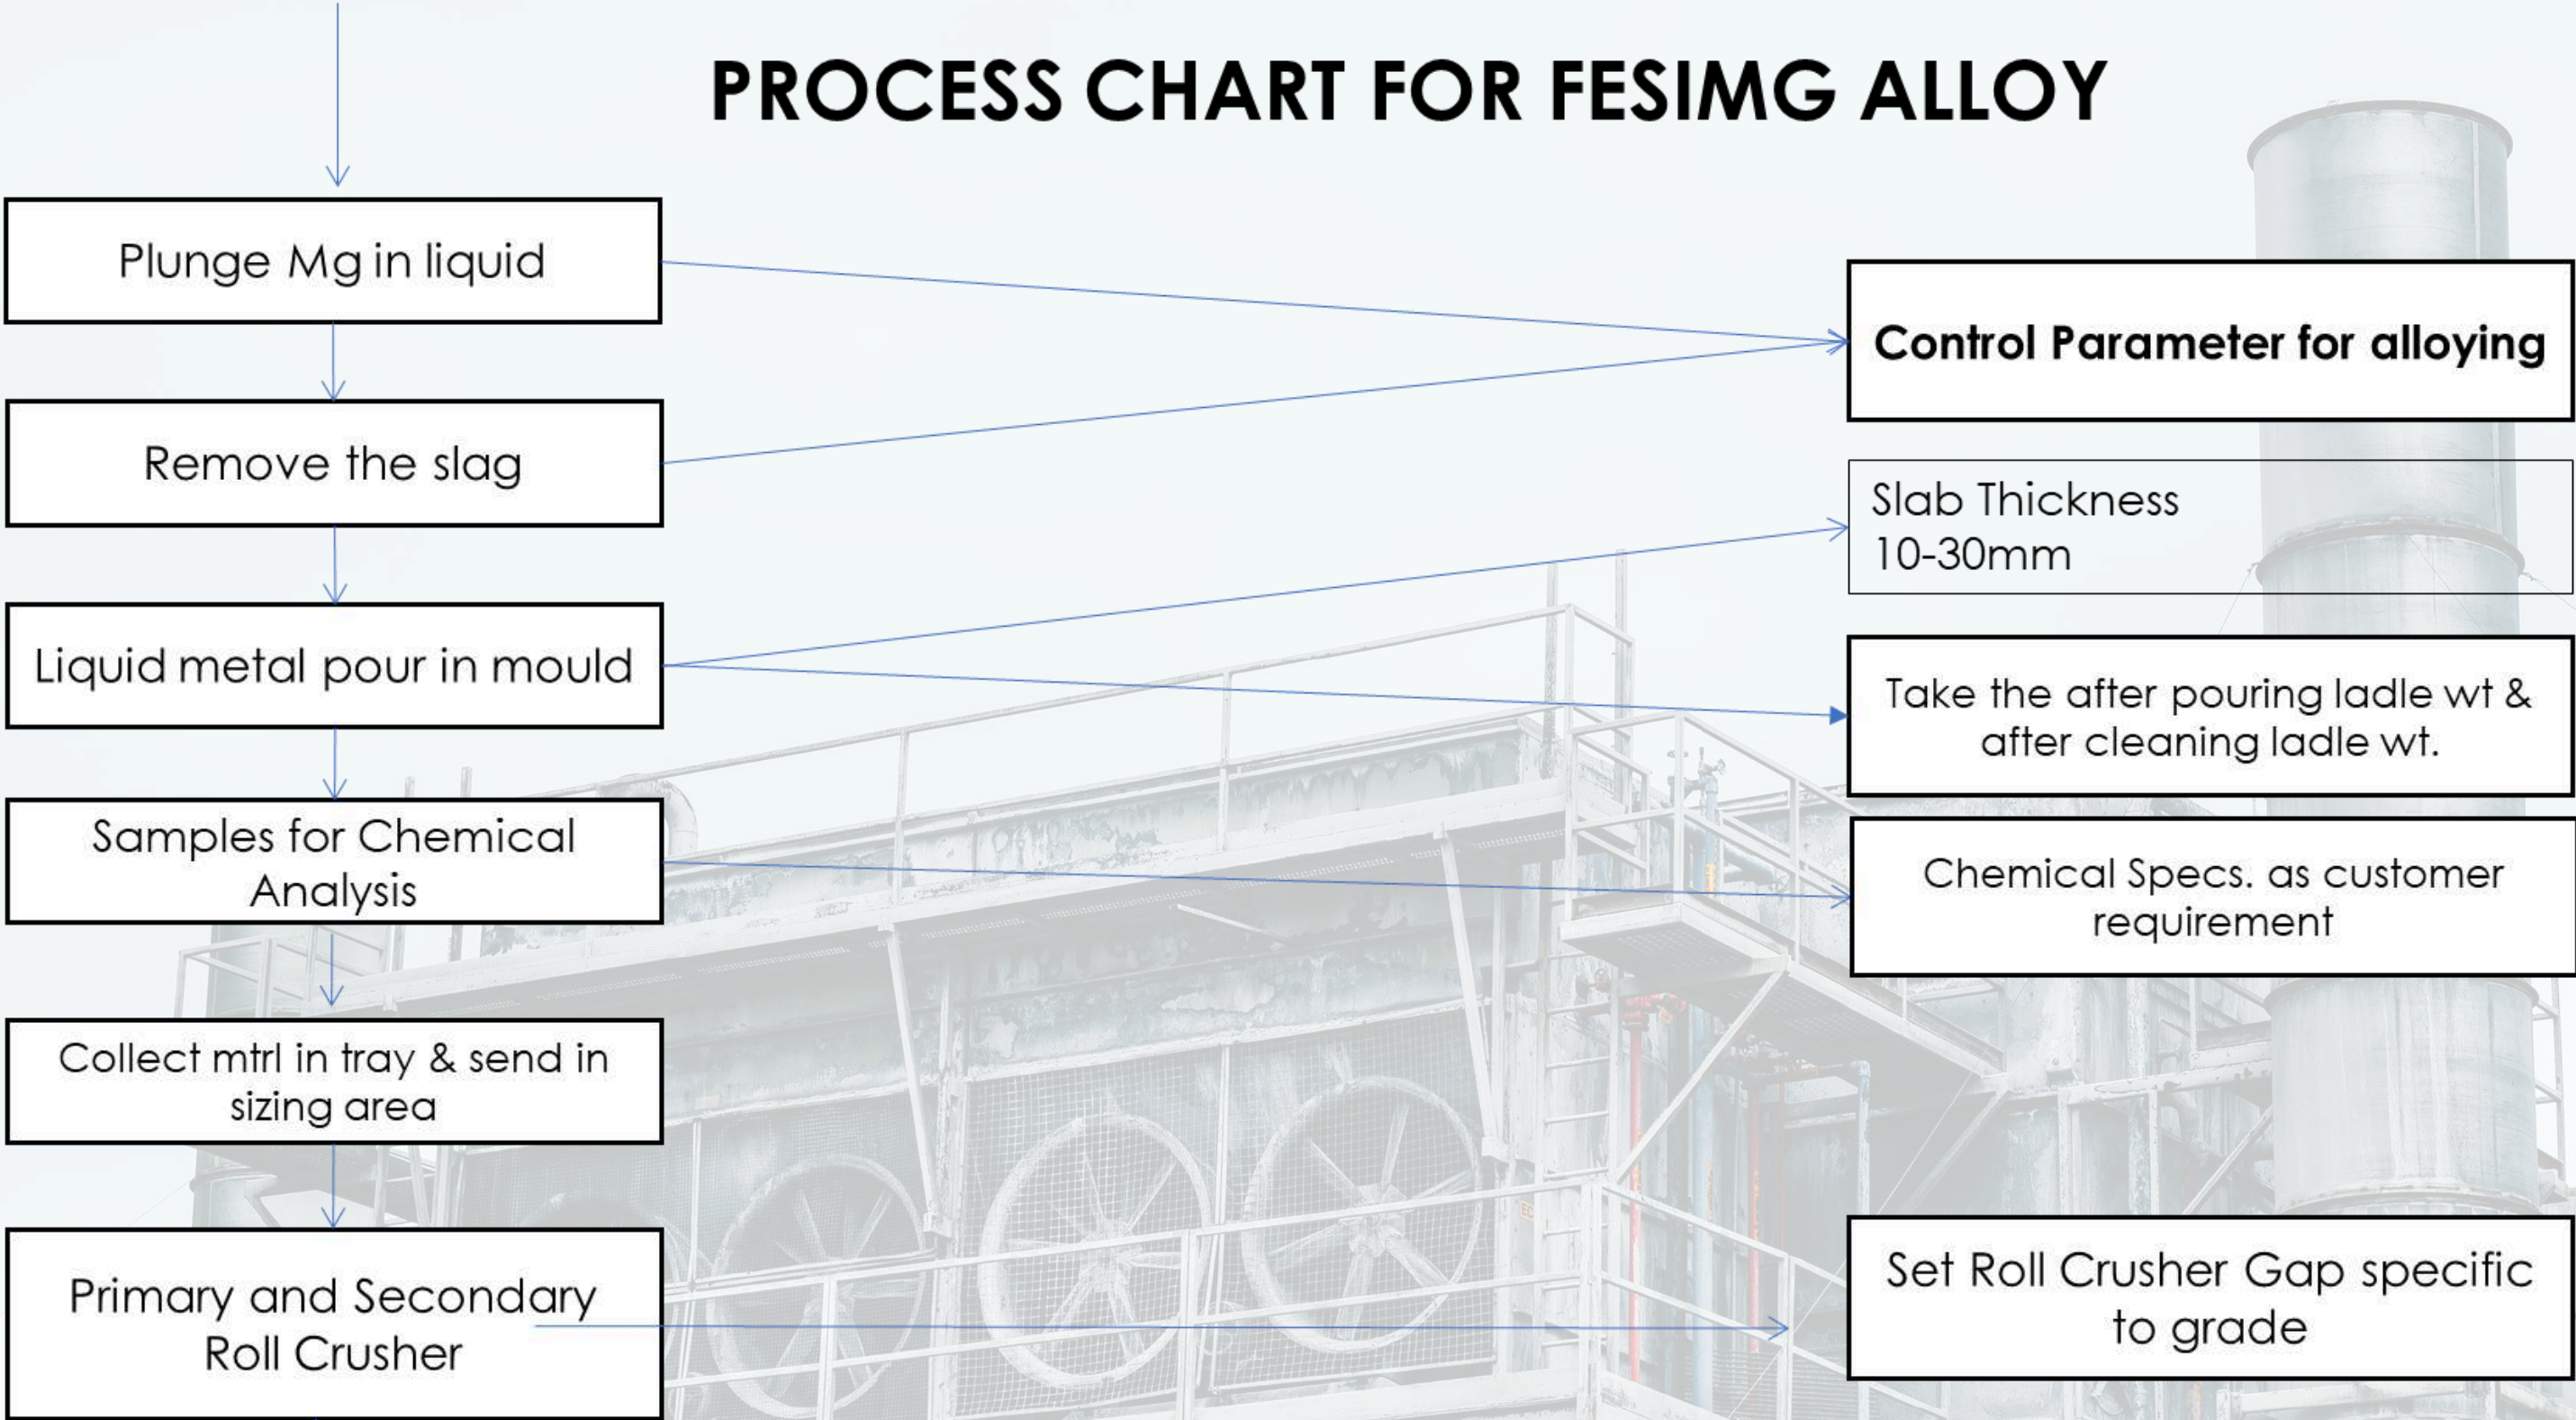 PROCESS CHART FOR FESIMG ALLOY
Plunge Mg in liquid
Control Parameter for alloying
Remove the slag
Slab Thickness
10-30mm
Liquid metal pour in mould
Take the after pouring ladle wt &
after cleaning ladle wt.
Samples for Chemical
Analysis
Chemical Specs. as customer
requirement
Collect mtrl in tray & send in
sizing area
Primary and Secondary
Roll Crusher
Set Roll Crusher Gap specific
to grade